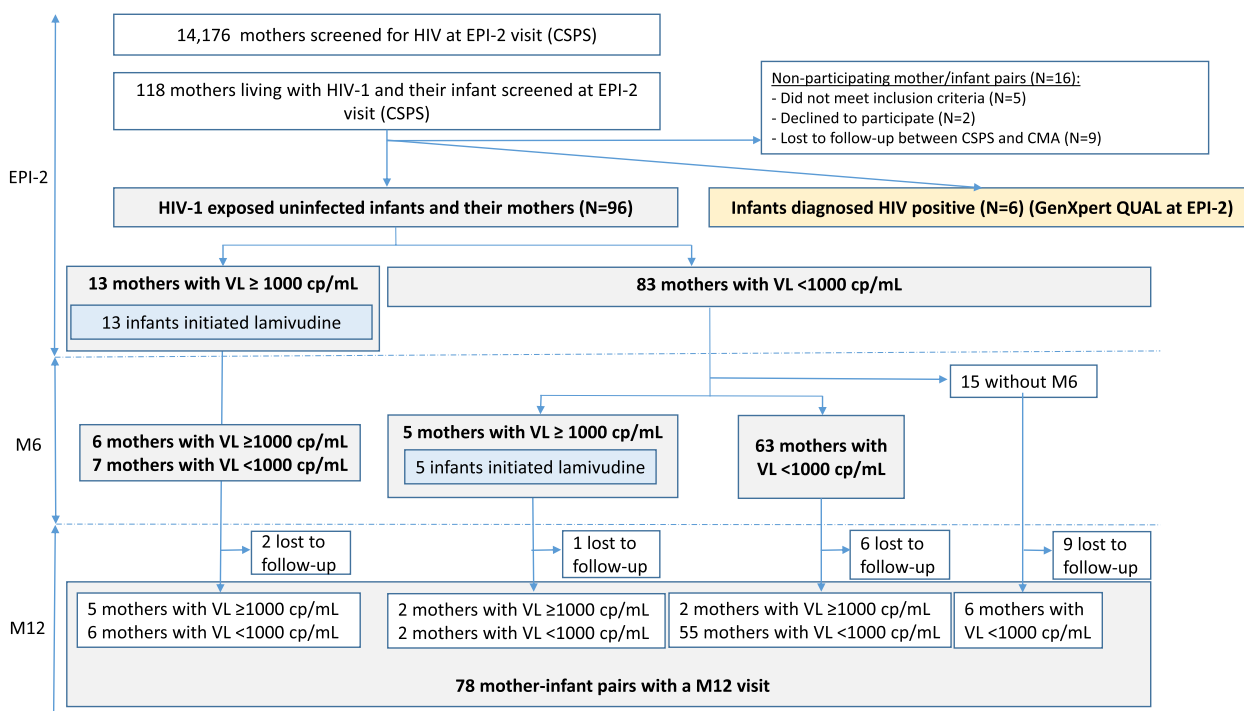 14,176 mothers screened for HIV at EPI-2 visit (CSPS)
118 mothers living with HIV-1 and their infant screened at EPI-2
visit (CSPS)
Non-participating mother/infant pairs (N=16):
- Did not meet inclusion criteria (N=5)
- Declined to participate (N=2)
- Lost to follow-up between CSPS and CMA (N=9)
EPI-2
HIV-1 exposed uninfected infants and their mothers (N=96)
Infants diagnosed HIV positive (N=6) (GenXpert QUAL at EPI-2)
13 mothers with VL ≥ 1000 cp/mL
13 infants initiated lamivudine
83 mothers with VL <1000 cp/mL
15 without M6
M6
6 mothers with VL ≥1000 cp/mL
7 mothers with VL <1000 cp/mL
5 mothers with VL ≥ 1000 cp/mL
5 infants initiated lamivudine
63 mothers with
VL <1000 cp/mL
2 lost to
follow-up
1 lost to
follow-up
6 lost to
follow-up
9 lost to
follow-up
M12
5 mothers with VL ≥1000 cp/mL
6 mothers with VL <1000 cp/mL
2 mothers with VL ≥1000 cp/mL
2 mothers with VL <1000 cp/mL
2 mothers with VL ≥1000 cp/mL
55 mothers with VL <1000 cp/mL
6 mothers with
VL <1000 cp/mL
78 mother-infant pairs with a M12 visit